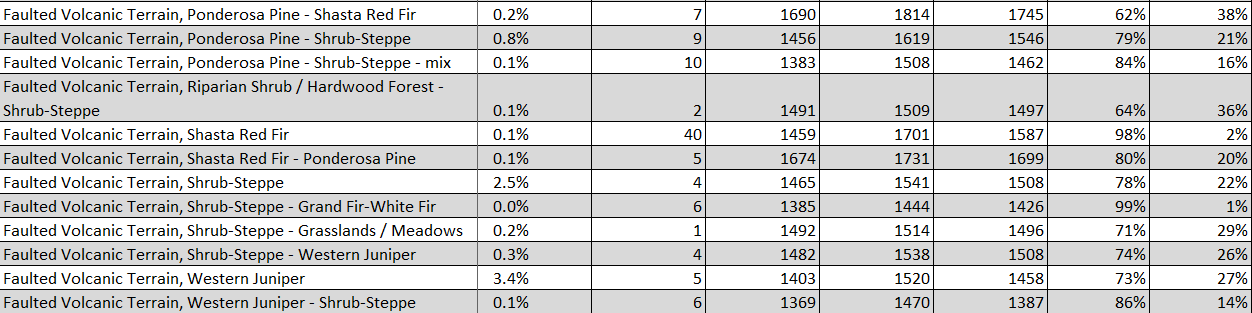 Faulted Volcanic Terrain, Ponderosa Pine - Shasta Red Fir 0.2% 7 1690 1814 1745 62% 38%
Faulted Volcanic Terrain, Ponderosa Pine - Shrub-Steppe 0.8% 9 1456 1619 1546 79% 21%
Faulted Volcanic Terrain, Ponderosa Pine - Shrub-Steppe - mix 0.1% 10 1383 1508 1462 84% 16%
Faulted Volcanic Terrain, Riparian Shrub / Hardwood Forest -
Shrub-Steppe 0.1% 2 1491 1509 1497 64% 36%
Faulted Volcanic Terrain, Shasta Red Fir 0.1% 40 1459 1701 1587 98% 2%
Faulted Volcanic Terrain, Shasta Red Fir - Ponderosa Pine 0.1% 5 1674 1731 1699 80% 20%
Faulted Volcanic Terrain, Shrub-Steppe 2.5% 4 1465 1541 1508 78% 22%
Faulted Volcanic Terrain, Shrub-Steppe - Grand Fir-White Fir 0.0% 6 1385 1444 1426 99% 1%
Faulted Volcanic Terrain, Shrub-Steppe - Grasslands / Meadows 0.2% 1 1492 1514 1496 71% 29%
Faulted Volcanic Terrain, Shrub-Steppe - Western Juniper 0.3% 4 1482 1538 1508 74% 26%
Faulted Volcanic Terrain, Western Juniper 3.4% 5 1403 1520 1458 73% 27%
Faulted Volcanic Terrain, Western Juniper - Shrub-Steppe 0.1% 6 1369 1470 1387 86% 14%